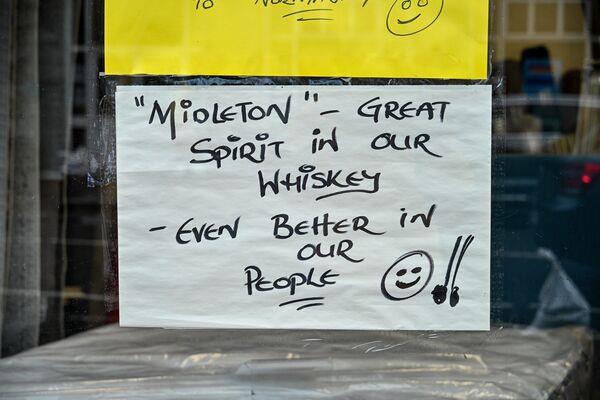 "MiDLETON" - GREAT
SPiRiT iN OUR
WHiSKEY
- EVEN BETTER iN
OUR
PEOPLE !!